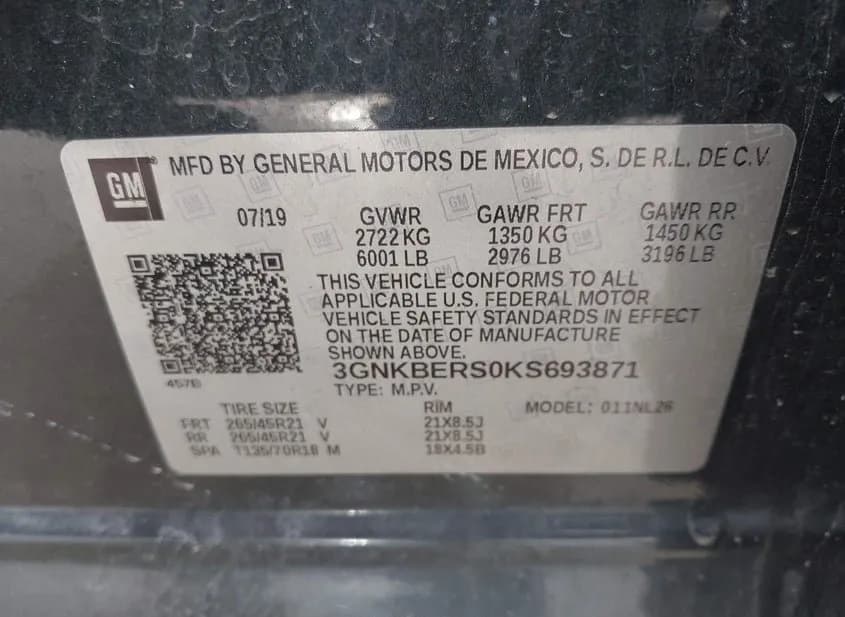 GM
MFD BY GENERAL MOTORS DE MEXICO, S. DE R.L. DE C.V.
07/19 GVWR GAWR FRT GAWR RR
2722 KG 1350 KG 1450 KG
6001 LB 2976 LB 3196 LB
THIS VEHICLE CONFORMS TO ALL
APPLICABLE U.S. FEDERAL MOTOR
VEHICLE SAFETY STANDARDS IN EFFECT
ON THE DATE OF MANUFACTURE
SHOWN ABOVE.
3GNKBERS0KS693871
TYPE: M.P.V.
TIRE SIZE RIM MODEL: 011NL26
FRT 265/45R21 V 21X8.5J
RR 265/45R21 V 21X8.5J
SPA T135/70R18 M 18X4.5B